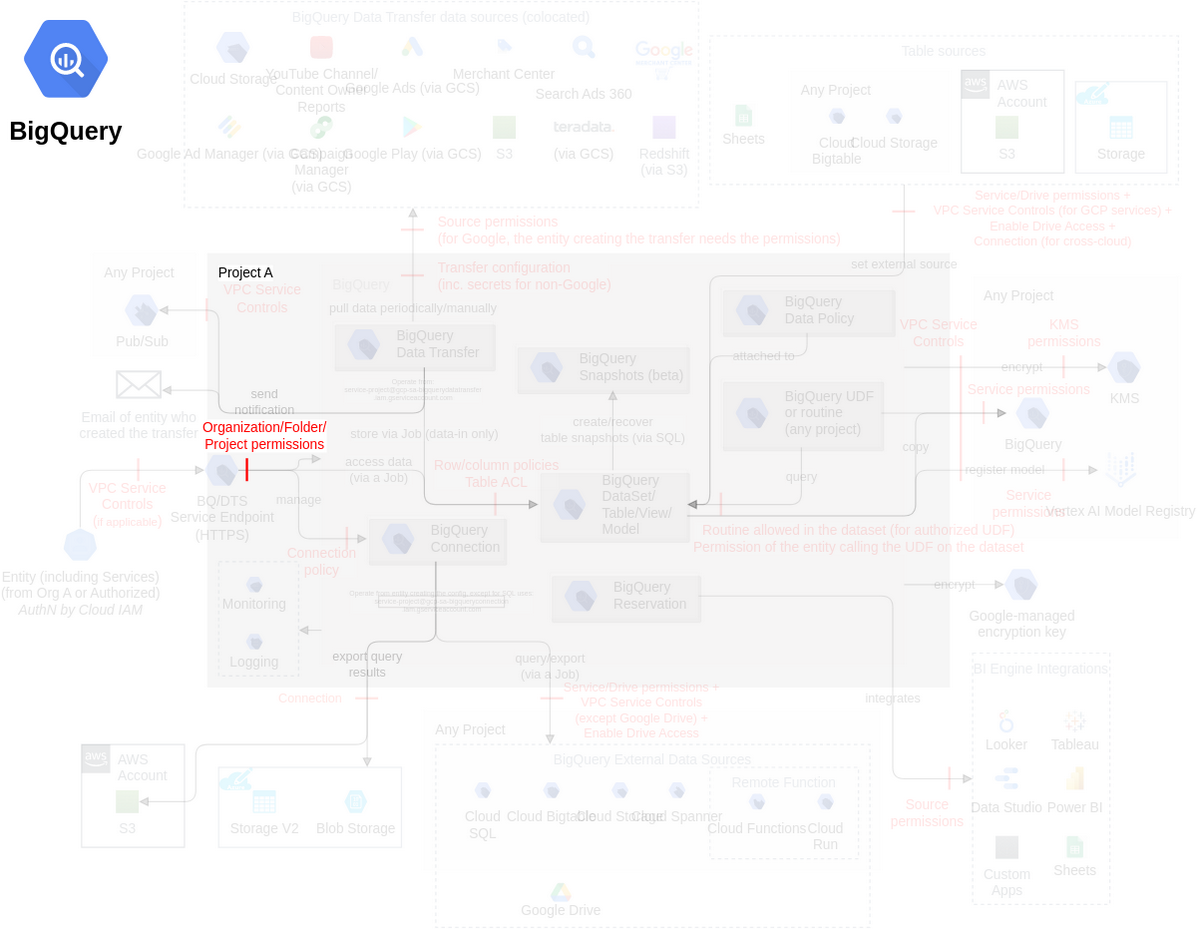 BigQuery Data Transfer data sources (colocated)
Cloud Storage
YouTube Channel/
Content Owner
Reports
Google Ads (via GCS)
Merchant Center
Search Ads 360
Google
Google Ad Manager (via GCS)
Campaign
Manager
(via GCS)
Google Play (via GCS)
S3
teradata.
(via GCS)
Redshift
(via S3)
BigQuery
Table sources
Sheets
Any Project
Cloud
Bigtable
Cloud Storage
aws
AWS
Account
S3
Storage
Service/Drive permissions +
VPC Service Controls (for GCP services) +
Enable Drive Access +
Connection (for cross-cloud)
Source permissions
(for Google, the entity creating the transfer needs the permissions)
Transfer configuration
(inc. secrets for non-Google)
set external source
Any Project
Pub/Sub
Project A
VPC Service
Controls
BigQuery
pull data periodically/manually
BigQuery
Data Transfer
BigQuery
Snapshots (beta)
BigQuery
Data Policy
attached to
BigQuery UDF
or routine
(any project)
Any Project
VPC Service
Controls
KMS
permissions
encrypt
KMS
Service permissions
BigQuery
copy
register model
Service
permissions
Vertex AI Model Registry
Email of entity who
created the transfer
send
notification
Organization/Folder/
Project permissions
store via Job (data-in only)
create/recover
table snapshots (via SQL)
access data
(via a Job)
Row/column policies
Table ACL
query
BigQuery
DataSet/
Table/View/
Model
VPC Service
Controls
(if applicable)
BQ/DTS
Service Endpoint
(HTTPS)
manage
Connection
policy
BigQuery
Connection
Routine allowed in the dataset (for authorized UDF)
Permission of the entity calling the UDF on the dataset
Entity (including Services)
(from Org A or Authorized)
AuthN by Cloud IAM
Monitoring
Logging
BigQuery
Reservation
encrypt
Google-managed
encryption key
export query
results
query/export
(via a Job)
Connection
Service/Drive permissions +
VPC Service Controls
(except Google Drive) +
Enable Drive Access
integrates
BI Engine Integrations
Looker
Tableau
Data Studio
Power BI
Custom
Apps
Sheets
Source
permissions
aws
AWS
Account
S3
Storage V2
Blob Storage
Any Project
BigQuery External Data Sources
Cloud
SQL
Cloud Bigtable
Cloud Storage
Cloud Spanner
Remote Function
Cloud Functions
Cloud
Run
Google Drive